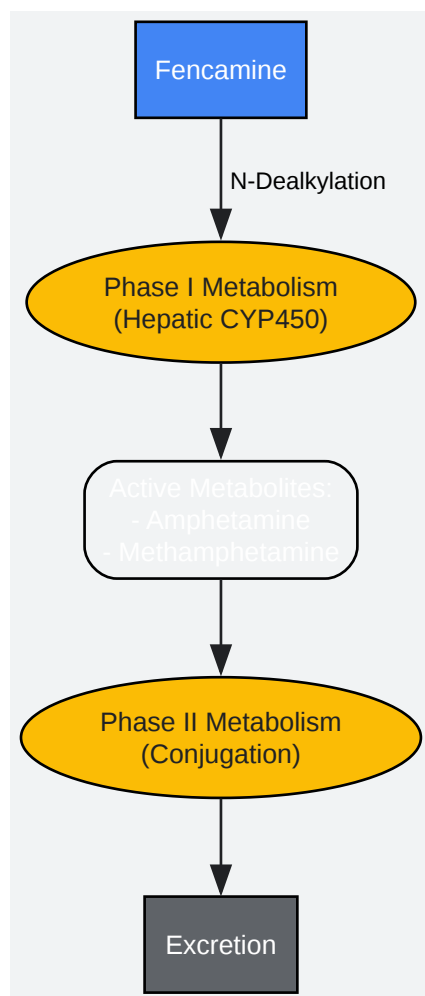 Fencamine
N-Dealkylation
Phase I Metabolism
(Hepatic CYP450)
Active Metabolites:
- Amphetamine
- Methamphetamine
Phase II Metabolism
(Conjugation)
Excretion